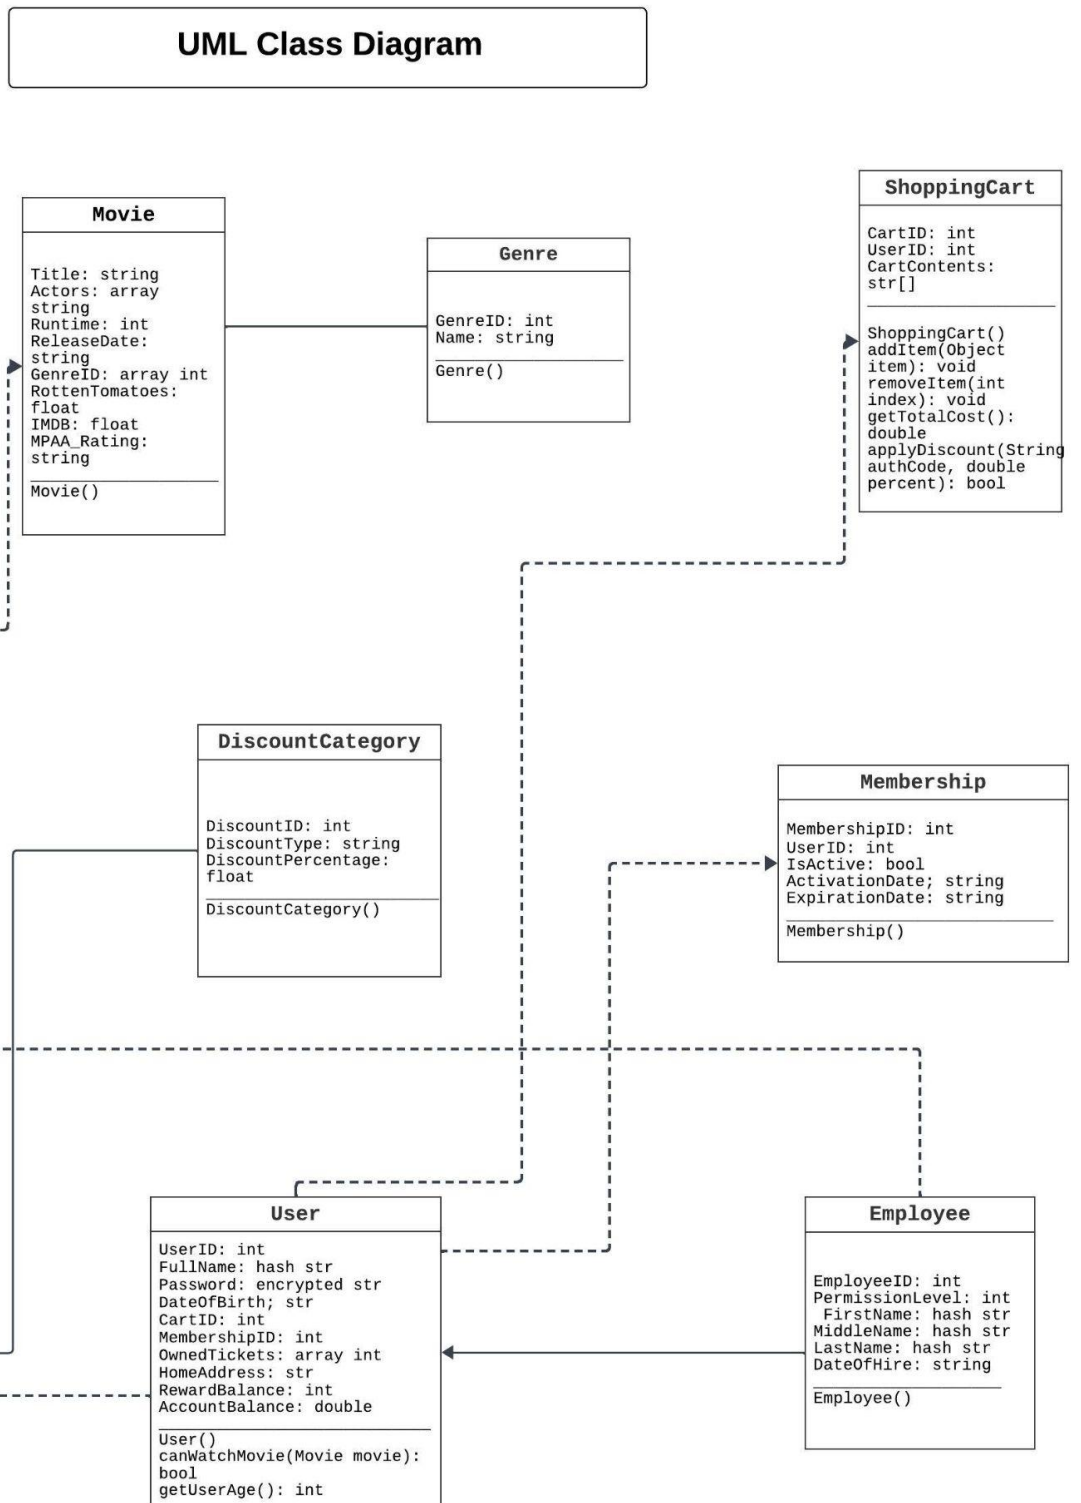 UML Class Diagram
Movie
Title: string
Actors: array
string
Runtime: int
ReleaseDate:
string
GenreID: array int
RottenTomatoes:
float
IMDB: float
MPAA_Rating:
string
Movie()
Genre
GenreID: int
Name: string
Genre()
ShoppingCart
CartID: int
UserID: int
CartContents:
str[]
ShoppingCart()
addItem(Object
item): void
removeItem(int
index): void
getTotalCost():
double
applyDiscount(String
authCode, double
percent): bool
DiscountCategory
DiscountID: int
DiscountType: string
DiscountPercentage:
float
DiscountCategory()
Membership
MembershipID: int
UserID: int
IsActive: bool
ActivationDate; string
ExpirationDate: string
Membership()
User
UserID: int
FullName: hash str
Password: encrypted str
DateOfBirth; str
CartID: int
MembershipID: int
OwnedTickets: array int
HomeAddress: str
RewardBalance: int
AccountBalance: double
User()
canWatchMovie(Movie movie):
bool
getUserAge(): int
Employee
EmployeeID: int
PermissionLevel: int
FirstName: hash str
MiddleName: hash str
LastName: hash str
DateOfHire: string
Employee()